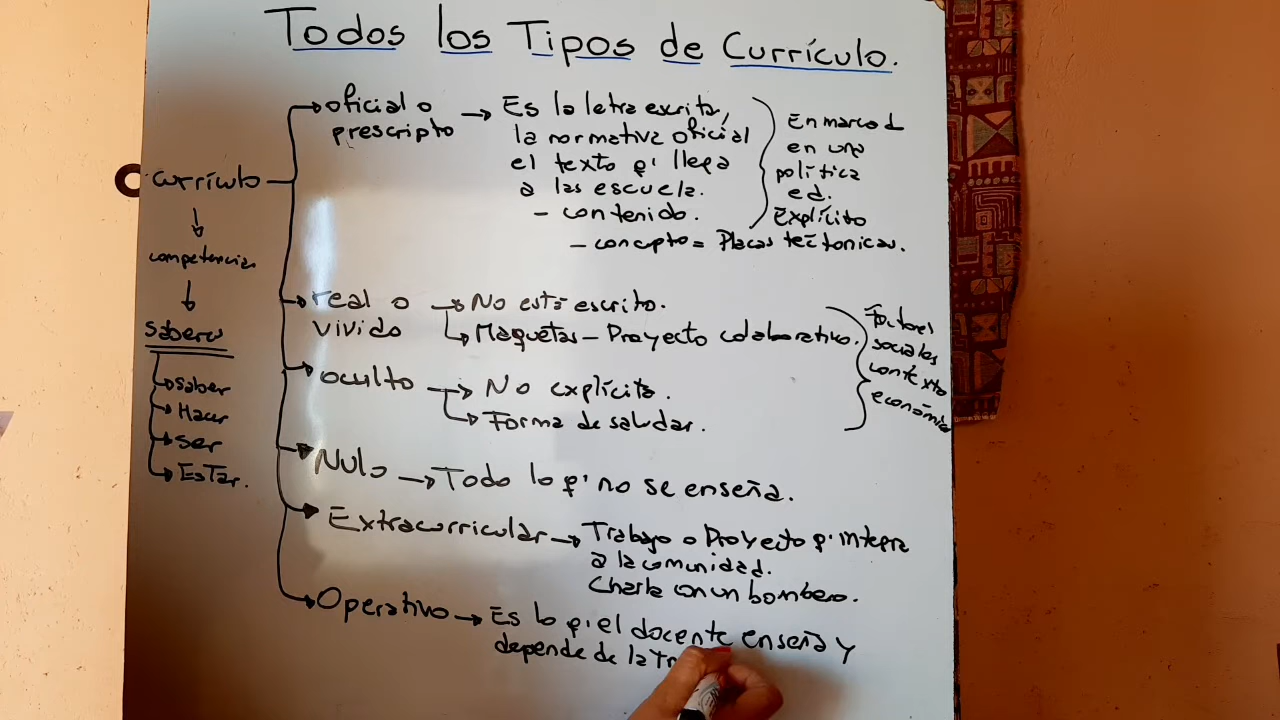 Todos los Tipos de Currículo.
currículo
competencias
saberes
saber
Hacer
ser
Estar.
oficial o
prescripto
Es la letra escrita,
la normativa oficial
el texto q' llega
a las escuela.
- contenido.
- concepto = Placas tectonicas.
En marco d
en una
política
ed.
Explícito
real o
vivido
No está escrito.
Maquetas - Proyecto colaborativo.
oculto
No explícito.
Forma de saludar.
Factores
sociales
contexto
económico
Nulo
Todo lo q' no se enseña.
Extracurricular
Trabajo o Proyecto q' integra
a la comunidad.
Charla con un bombero.
Operativo
Es lo q' el docente enseña y
depende de la